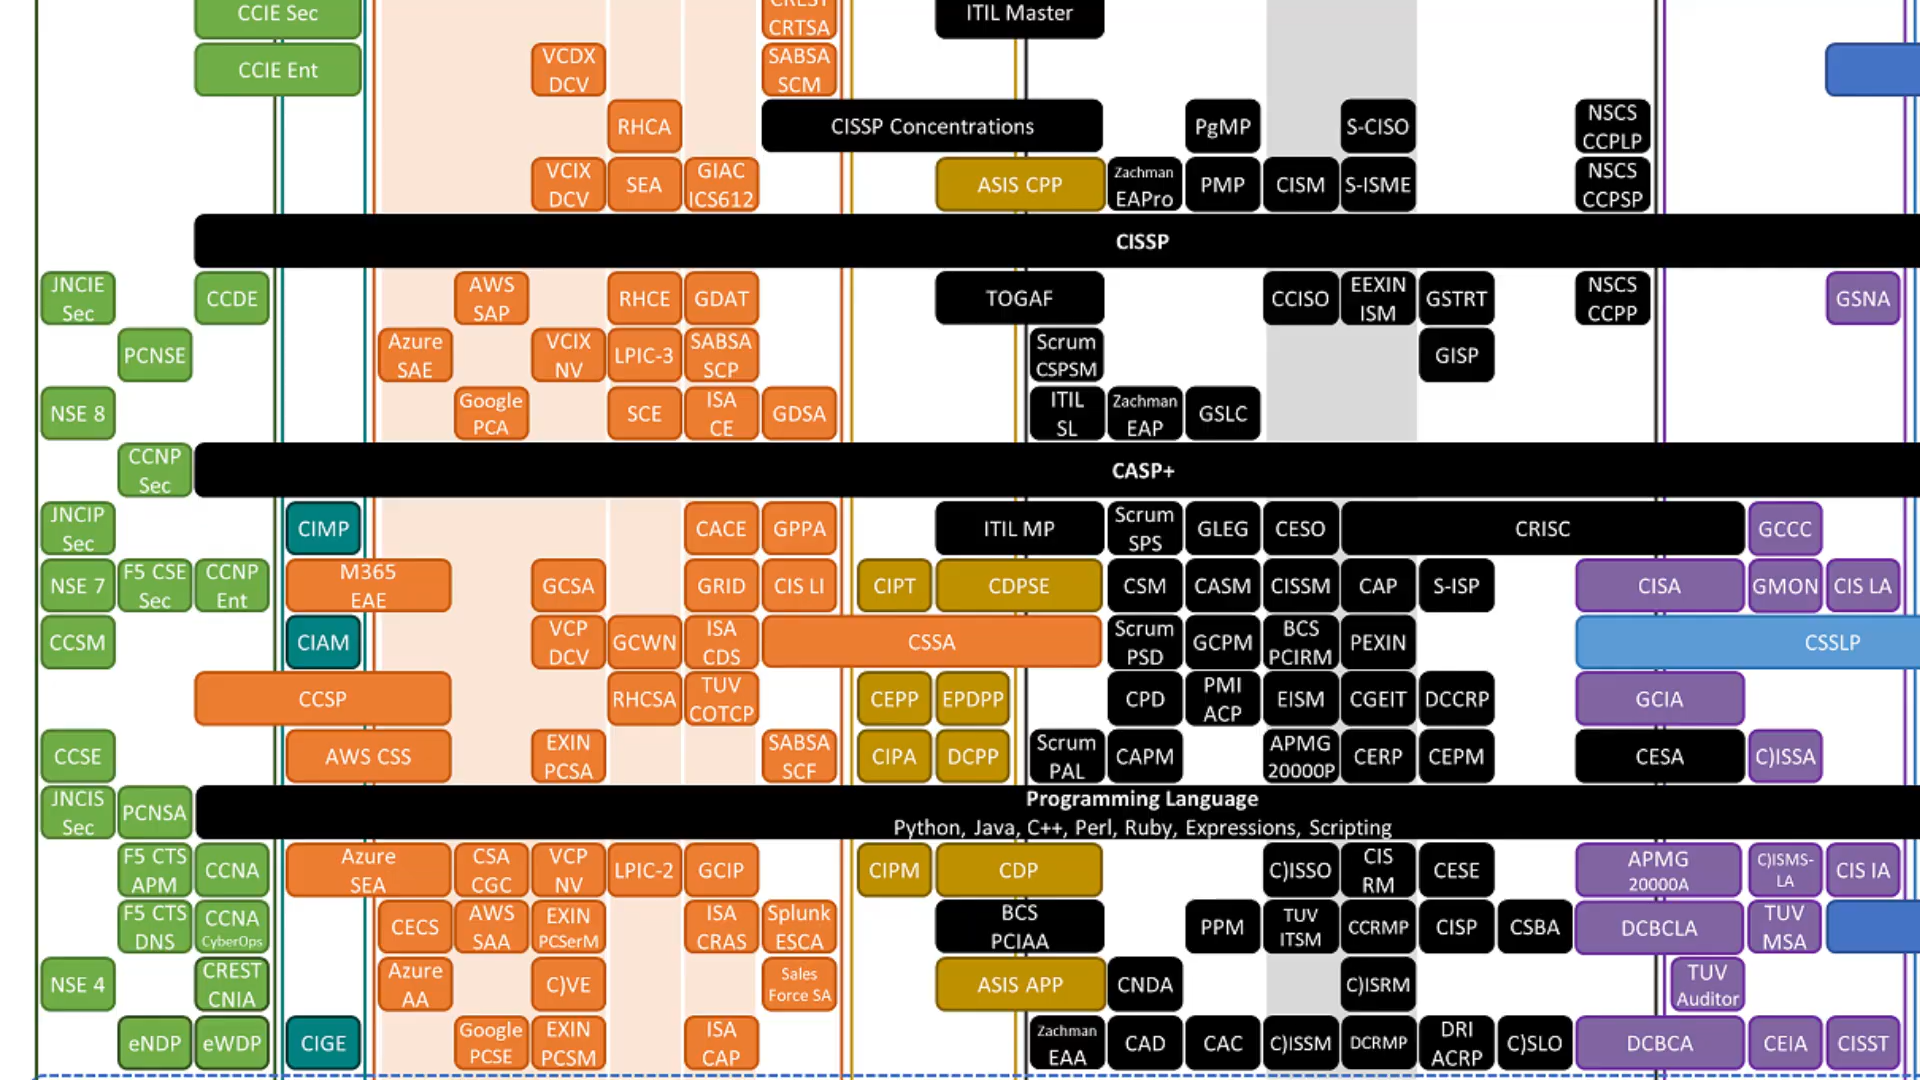 CCIE Sec
CREST
CRTSA
ITIL Master
CCIE Ent
VCDX
DCV
SABSA
SCM
RHCA
CISSP Concentrations
PgMP
S-CISO
NSCS
CCPLP
VCIX
DCV
SEA
GIAC
ICS612
ASIS CPP
Zachman
EAPro
PMP
CISM
S-ISME
NSCS
CCPSP
CISSP
JNCIE
Sec
CCDE
AWS
SAP
RHCE
GDAT
TOGAF
CCISO
EEXIN
ISM
GSTRT
NSCS
CCPP
GSNA
PCNSE
Azure
SAE
VCIX
NV
LPIC-3
SABSA
SCP
Scrum
CSPSM
GISP
NSE 8
Google
PCA
SCE
ISA
CE
GDSA
ITIL
SL
Zachman
EAP
GSLC
CCNP
Sec
CASP+
JNCIP
Sec
CIMP
CACE
GPPA
ITIL MP
Scrum
SPS
GLEG
CESO
CRISC
GCCC
NSE 7
F5 CSE
Sec
CCNP
Ent
M365
EAE
GCSA
GRID
CIS LI
CIPT
CDPSE
CSM
CASM
CISSM
CAP
S-ISP
CISA
GMON
CIS LA
CCSM
CIAM
VCP
DCV
GCWN
ISA
CDS
CSSA
Scrum
PSD
GCPM
BCS
PCIRM
PEXIN
CSSLP
CCSP
RHCSA
TUV
COTCP
CEPP
EPDPP
CPD
PMI
ACP
EISM
CGEIT
DCCRP
GCIA
CCSE
AWS CSS
EXIN
PCSA
SABSA
SCF
CIPA
DCPP
Scrum
PAL
CAPM
APMG
20000P
CERP
CEPM
CESA
C)ISSA
JNCIS
Sec
PCNSA
Programming Language
Python, Java, C++, Perl, Ruby, Expressions, Scripting
F5 CTS
APM
CCNA
Azure
SEA
CSA
CGC
VCP
NV
LPIC-2
GCIP
CIPM
CDP
C)ISSO
CIS
RM
CESE
APMG
20000A
C)ISMS-
LA
CIS IA
F5 CTS
DNS
CCNA
CyberOps
CECS
AWS
SAA
EXIN
PCSerM
ISA
CRAS
Splunk
ESCA
BCS
PCIAA
PPM
TUV
ITSM
CCRMP
CISP
CSBA
DCBCLA
TUV
MSA
NSE 4
CREST
CNIA
Azure
AA
C)VE
Sales
Force SA
ASIS APP
CNDA
C)ISRM
TUV
Auditor
eNDP
eWDP
CIGE
Google
PCSE
EXIN
PCSM
ISA
CAP
Zachman
EAA
CAD
CAC
C)ISSM
DCRMP
DRI
ACRP
C)SLO
DCBCA
CEIA
CISST